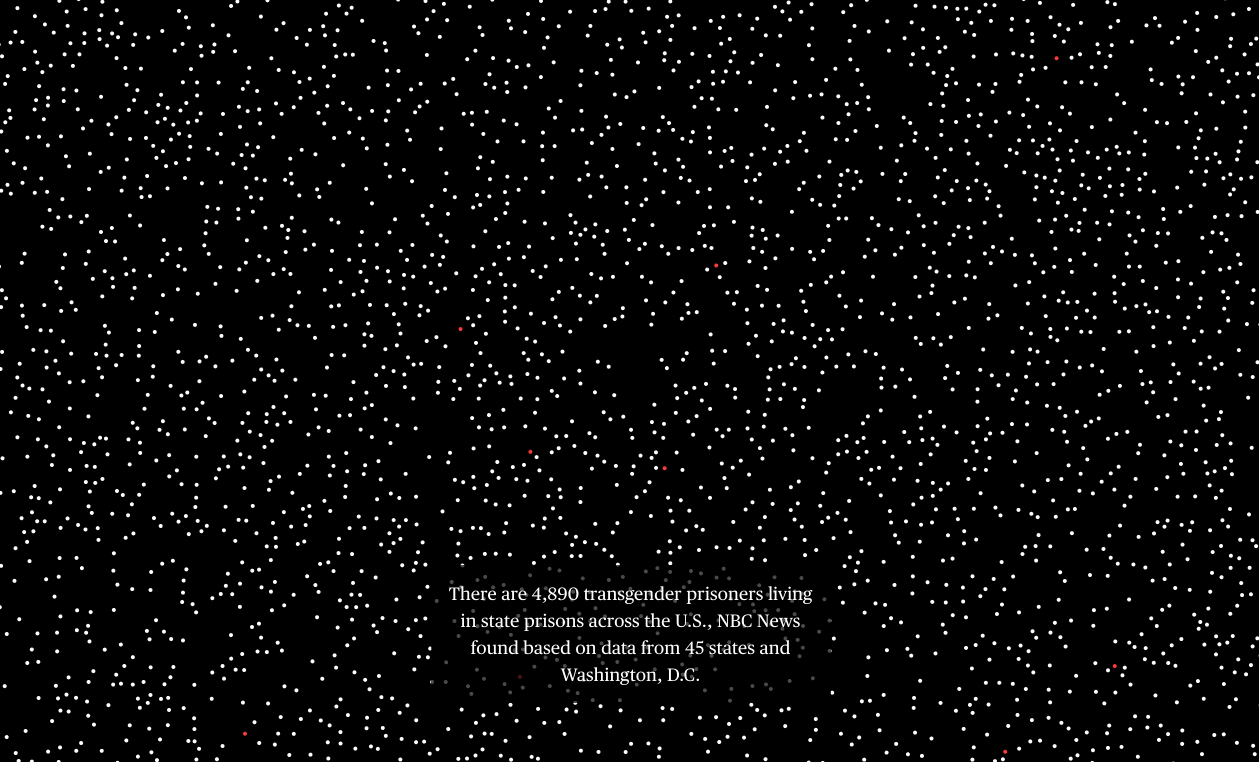 There are 4,890 transgender prisoners living
in state prisons across the U.S., NBC News
found based on data from 45 states and
Washington, D.C.